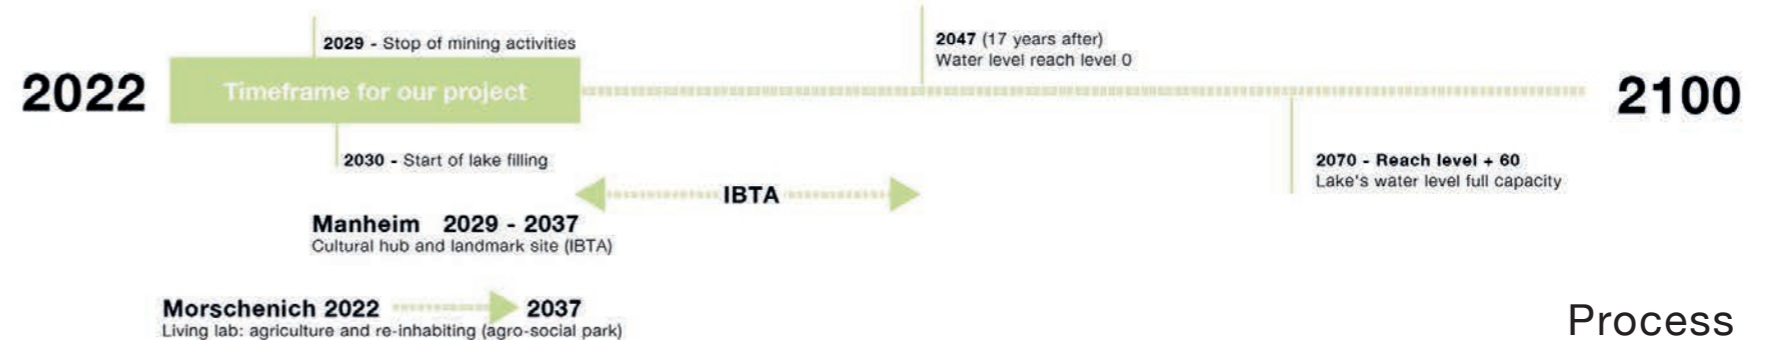 2029 - Stop of mining activities
2047 (17 years after)
Water level reach level 0
2022
Timeframe for our project
2100
2030 - Start of lake filling
2070 - Reach level + 60
Lake's water level full capacity
IBTA
Manheim 2029 - 2037
Cultural hub and landmark site (IBTA)
Morschenich 2022
2037
Living lab: agriculture and re-inhabiting (agro-social park)
Process